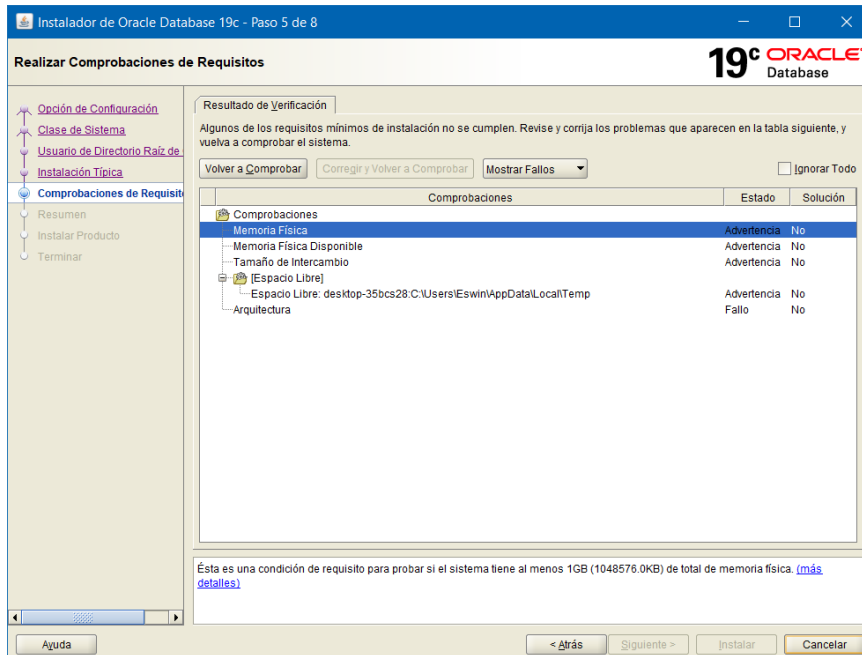 Instalador de Oracle Database 19c - Paso 5 de 8
Realizar Comprobaciones de Requisitos
19c ORACLE
Database
Opción de Configuración
Clase de Sistema
Usuario de Directorio Raíz de
Instalación Típica
Comprobaciones de Requisit
Resumen
Instalar Producto
Terminar
Resultado de Verificación
Algunos de los requisitos mínimos de instalación no se cumplen. Revise y corrija los problemas que aparecen en la tabla siguiente, y
vuelva a comprobar el sistema.
Volver a Comprobar Corregir y Volver a Comprobar Mostrar Fallos Ignorar Todo
Comprobaciones Estado Solución
Comprobaciones
Memoria Física Advertencia No
Memoria Física Disponible Advertencia No
Tamaño de Intercambio Advertencia No
[Espacio Libre]
Espacio Libre: desktop-35bcs28:C:\Users\Eswin\AppData\Local\Temp Advertencia No
Arquitectura Fallo No
Ésta es una condición de requisito para probar si el sistema tiene al menos 1GB (1048576.0KB) de total de memoria física. (más
detalles)
Ayuda < Atrás Siguiente > Instalar Cancelar